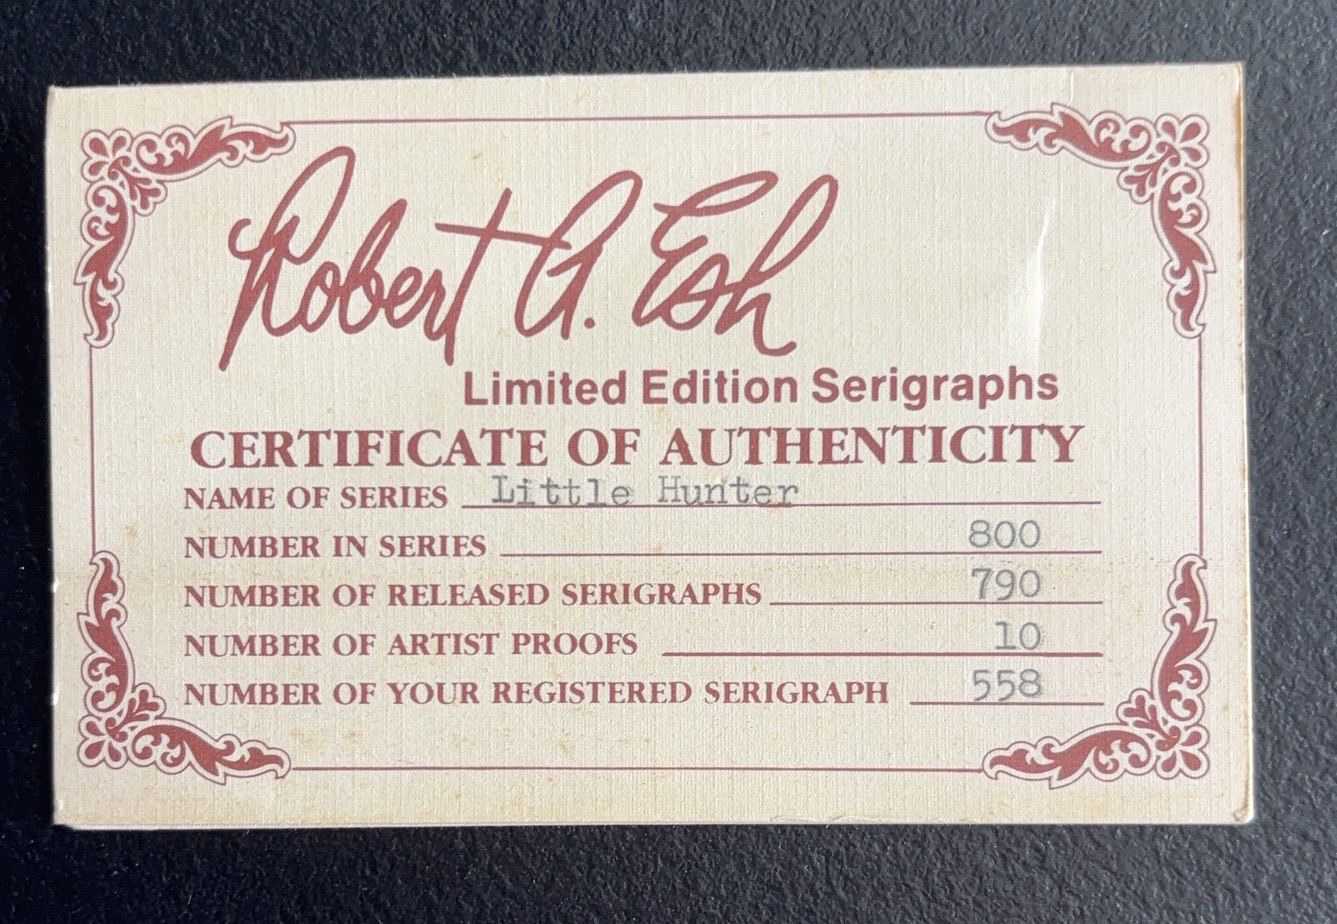 Robert A. Esh
Limited Edition Serigraphs
CERTIFICATE OF AUTHENTICITY
NAME OF SERIES Little Hunter
NUMBER IN SERIES 800
NUMBER OF RELEASED SERIGRAPHS 790
NUMBER OF ARTIST PROOFS 10
NUMBER OF YOUR REGISTERED SERIGRAPH 558